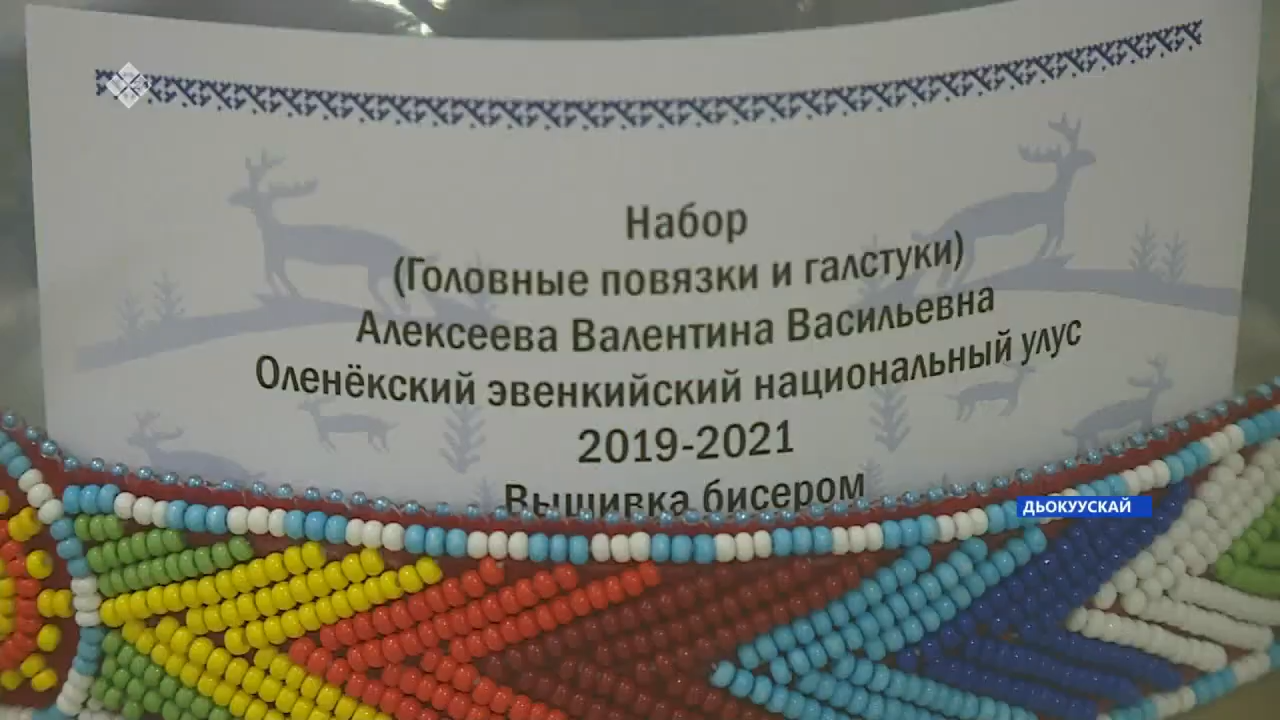 Набор
(Головные повязки и галстуки)
Алексеева Валентина Васильевна
Оленёкский эвенкийский национальный улус
2019-2021
Вышивка бисером
ДЬОКУУСКАЙ